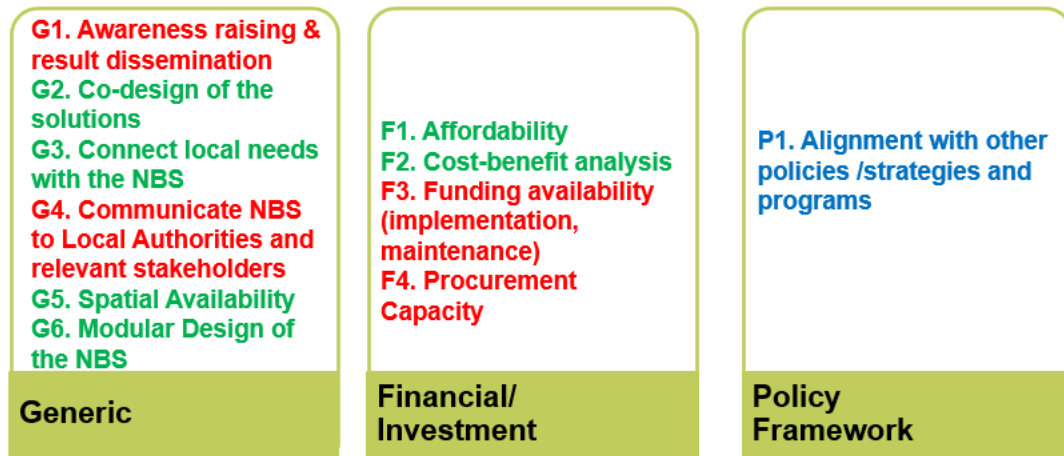 G1. Awareness raising &
result dissemination
G2. Co-design of the
solutions
G3. Connect local needs
with the NBS
G4. Communicate NBS
to Local Authorities and
relevant stakeholders
G5. Spatial Availability
G6. Modular Design of
the NBS
Generic
F1. Affordability
F2. Cost-benefit analysis
F3. Funding availability
(implementation,
maintenance)
F4. Procurement
Capacity
Financial/
Investment
P1. Alignment with other
policies /strategies and
programs
Policy
Framework